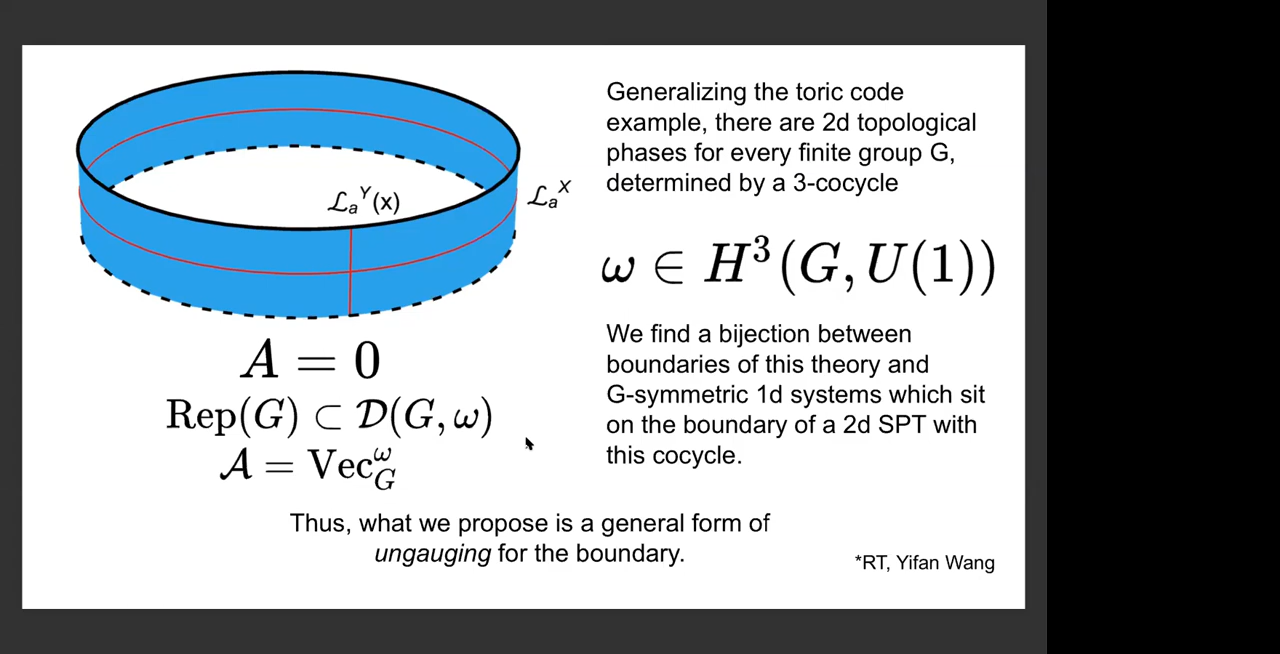 ℒₐʸ(x)
ℒₐˣ
A = 0
Rep(G) ⊂ 𝒟(G, ω)
𝒜 = Vec_G^ω
Generalizing the toric code
example, there are 2d topological
phases for every finite group G,
determined by a 3-cocycle
ω ∈ H³(G, U(1))
We find a bijection between
boundaries of this theory and
G-symmetric 1d systems which sit
on the boundary of a 2d SPT with
this cocycle.
Thus, what we propose is a general form of
ungauging for the boundary.
*RT, Yifan Wang